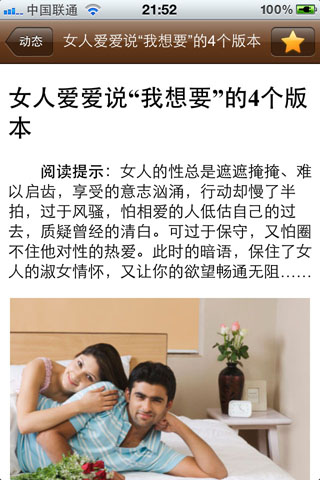 中国联通 21:52 100%
动态 女人爱爱说“我想要”的4个版本
女人爱爱说“我想要”的4个版
本
阅读提示：女人的性总是遮遮掩掩、难
以启齿，享受的意志汹涌，行动却慢了半
拍，过于风骚，怕相爱的人低估自己的过
去，质疑曾经的清白。可过于保守，又怕圈
不住他对性的热爱。此时的暗语，保住了女
人的淑女情怀，又让你的欲望畅通无阻……